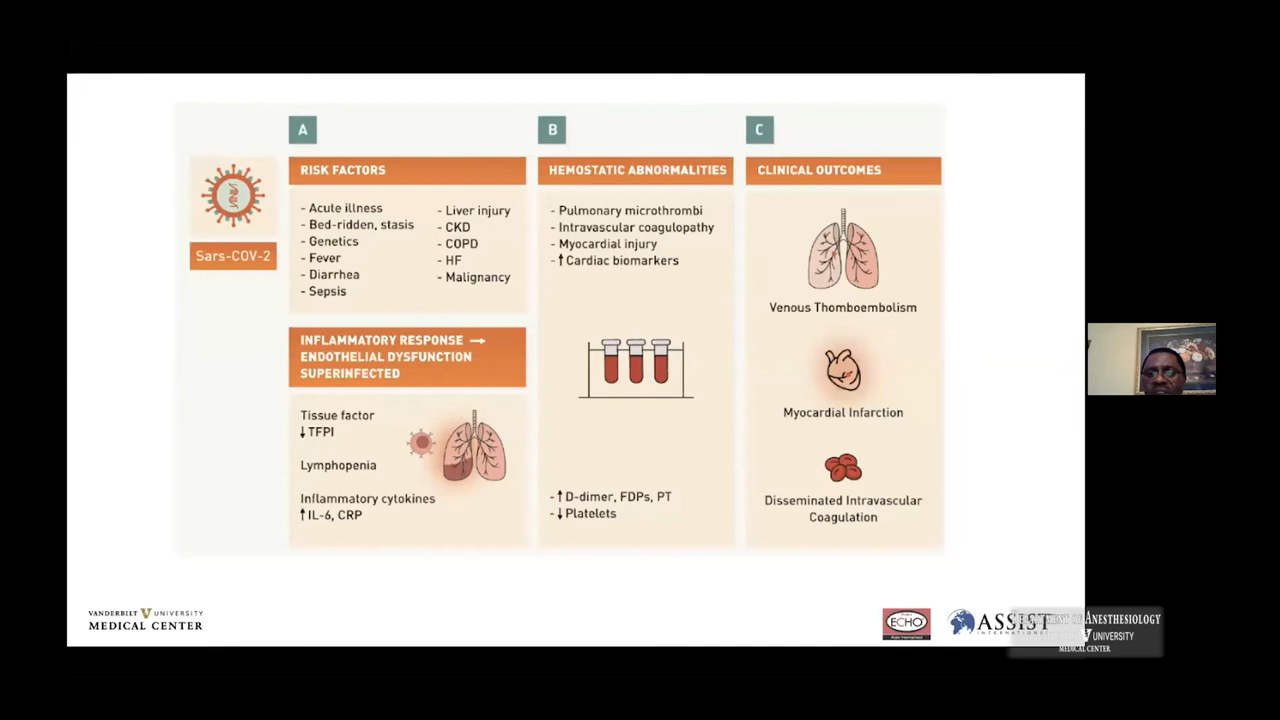 A
RISK FACTORS
- Acute illness
- Bed-ridden, stasis
- Genetics
- Fever
- Diarrhea
- Sepsis
- Liver injury
- CKD
- COPD
- HF
- Malignancy
Sars-COV-2
INFLAMMATORY RESPONSE →
ENDOTHELIAL DYSFUNCTION
SUPERINFECTED
Tissue factor
↓TFPI
Lymphopenia
Inflammatory cytokines
↑IL-6, CRP
B
HEMOSTATIC ABNORMALITIES
- Pulmonary microthrombi
- Intravascular coagulopathy
- Myocardial injury
- ↑Cardiac biomarkers
- ↑D-dimer, FDPs, PT
- ↓Platelets
C
CLINICAL OUTCOMES
Venous Thromboembolism
Myocardial Infarction
Disseminated Intravascular
Coagulation
VANDERBILT V UNIVERSITY
MEDICAL CENTER
ECHO
ASSIST
INTERNATIONAL
OF ANESTHESIOLOGY
V UNIVERSITY
MEDICAL CENTER